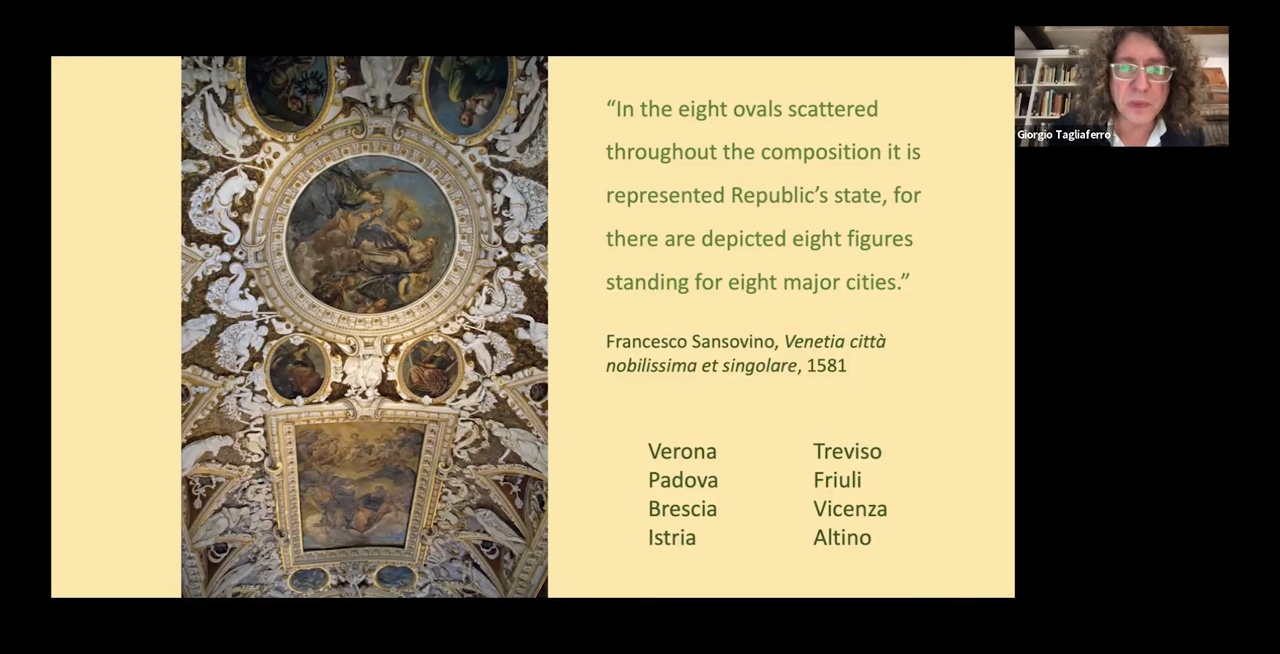 “In the eight ovals scattered
throughout the composition it is
represented Republic’s state, for
there are depicted eight figures
standing for eight major cities.”
Francesco Sansovino, Venetia città
nobilissima et singolare, 1581
Verona
Padova
Brescia
Istria
Treviso
Friuli
Vicenza
Altino
Giorgio Tagliaferro